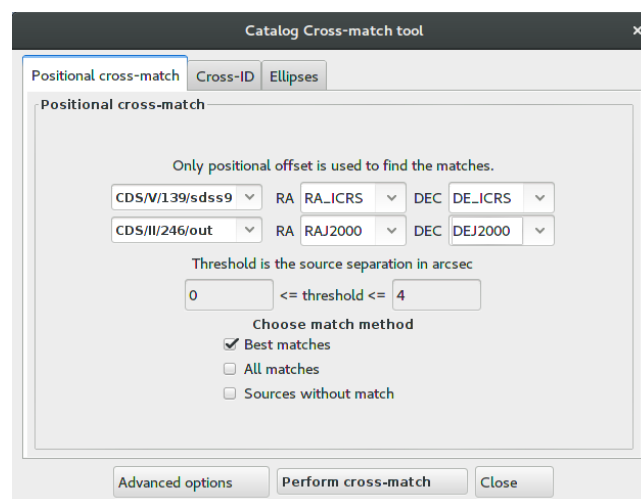 Catalog Cross-match tool ×
Positional cross-match Cross-ID Ellipses
Positional cross-match
Only positional offset is used to find the matches.
CDS/V/139/sdss9 RA RA_ICRS DEC DE_ICRS
CDS/II/246/out RA RAJ2000 DEC DEJ2000
Threshold is the source separation in arcsec
0 <= threshold <= 4
Choose match method
Best matches
All matches
Sources without match
Advanced options Perform cross-match Close